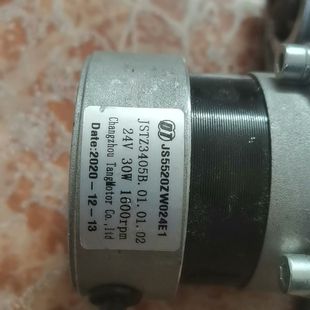 JS5520ZW024E1
JSTZ3405B.01.01.02
24V 30W 1600rpm
Changzhou TangMotor Co.,ltd
Date:2020-12-13